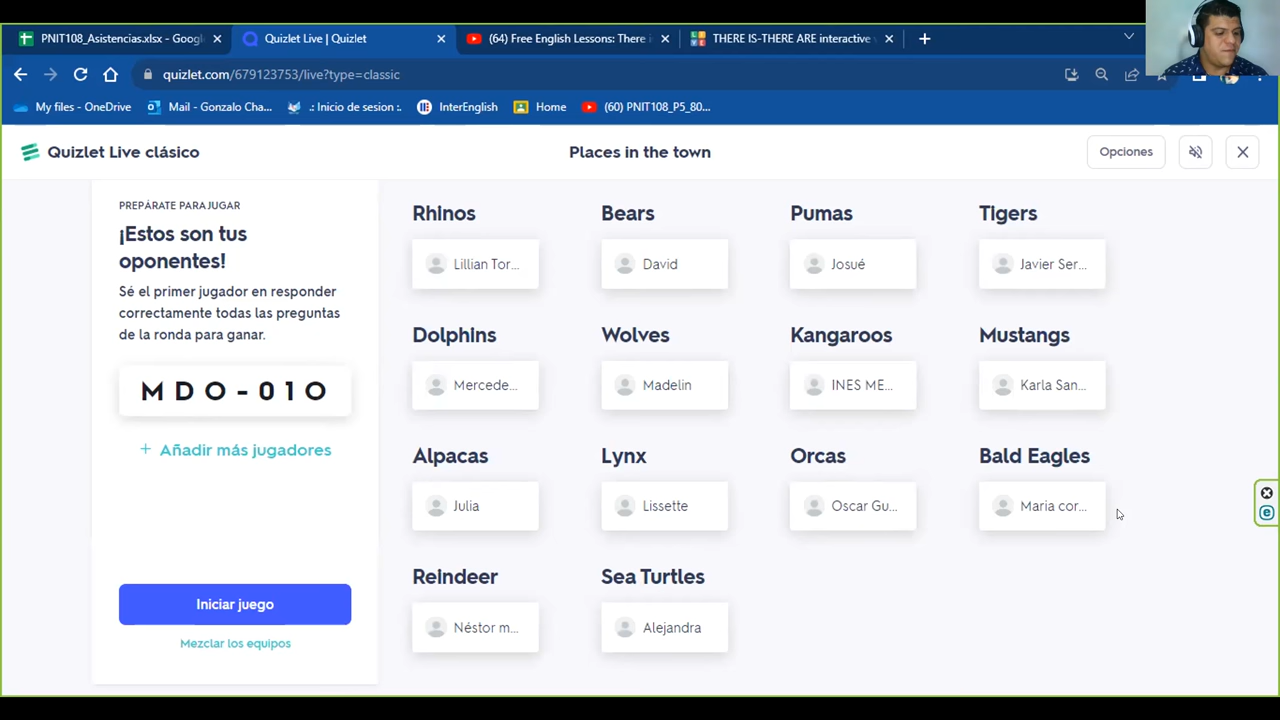 PNIT108_Asistencias.xlsx - Google
Quizlet Live | Quizlet
(64) Free English Lessons: There i
THERE IS-THERE ARE interactive
quizlet.com/679123753/live?type=classic
My files - OneDrive
Mail - Gonzalo Cha...
.: Inicio de sesion :.
InterEnglish
Home
(60) PNIT108_P5_80...
Quizlet Live clásico
Places in the town
Opciones
PREPÁRATE PARA JUGAR
¡Estos son tus
oponentes!
Sé el primer jugador en responder
correctamente todas las preguntas
de la ronda para ganar.
MDO-010
+ Añadir más jugadores
Iniciar juego
Mezclar los equipos
Rhinos
Bears
Pumas
Tigers
Lillian Tor...
David
Josué
Javier Ser...
Dolphins
Wolves
Kangaroos
Mustangs
Mercede...
Madelin
INES ME...
Karla San...
Alpacas
Lynx
Orcas
Bald Eagles
Julia
Lissette
Oscar Gu...
Maria cor...
Reindeer
Sea Turtles
Néstor m...
Alejandra